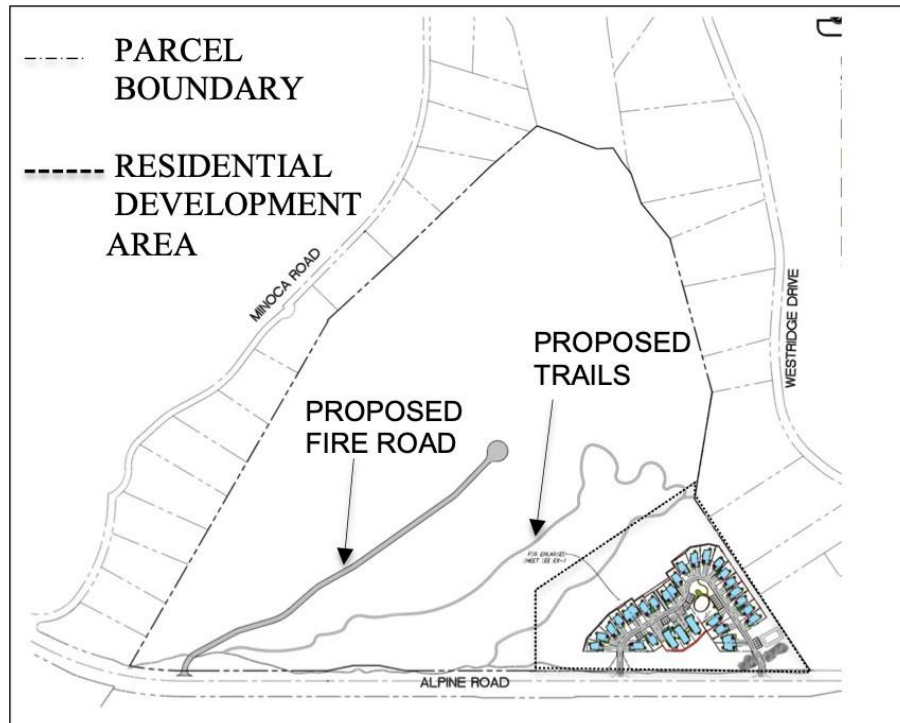 PARCEL
BOUNDARY
RESIDENTIAL
DEVELOPMENT
AREA
MINOCA ROAD
WESTRIDGE DRIVE
PROPOSED
TRAILS
PROPOSED
FIRE ROAD
ALPINE ROAD